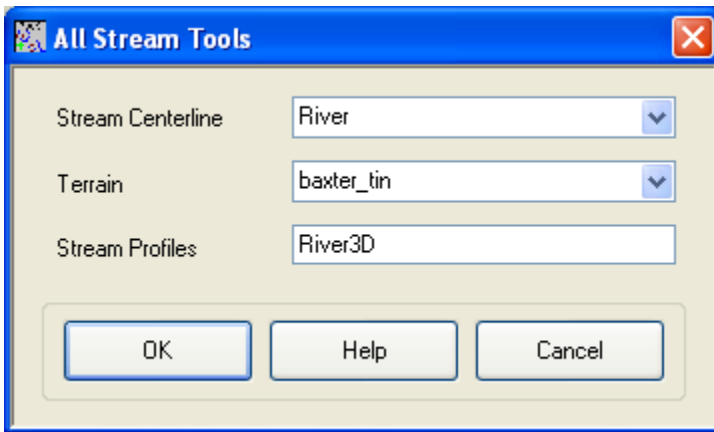 All Stream Tools
Stream Centerline River
Terrain baxter_tin
Stream Profiles River3D
OK Help Cancel